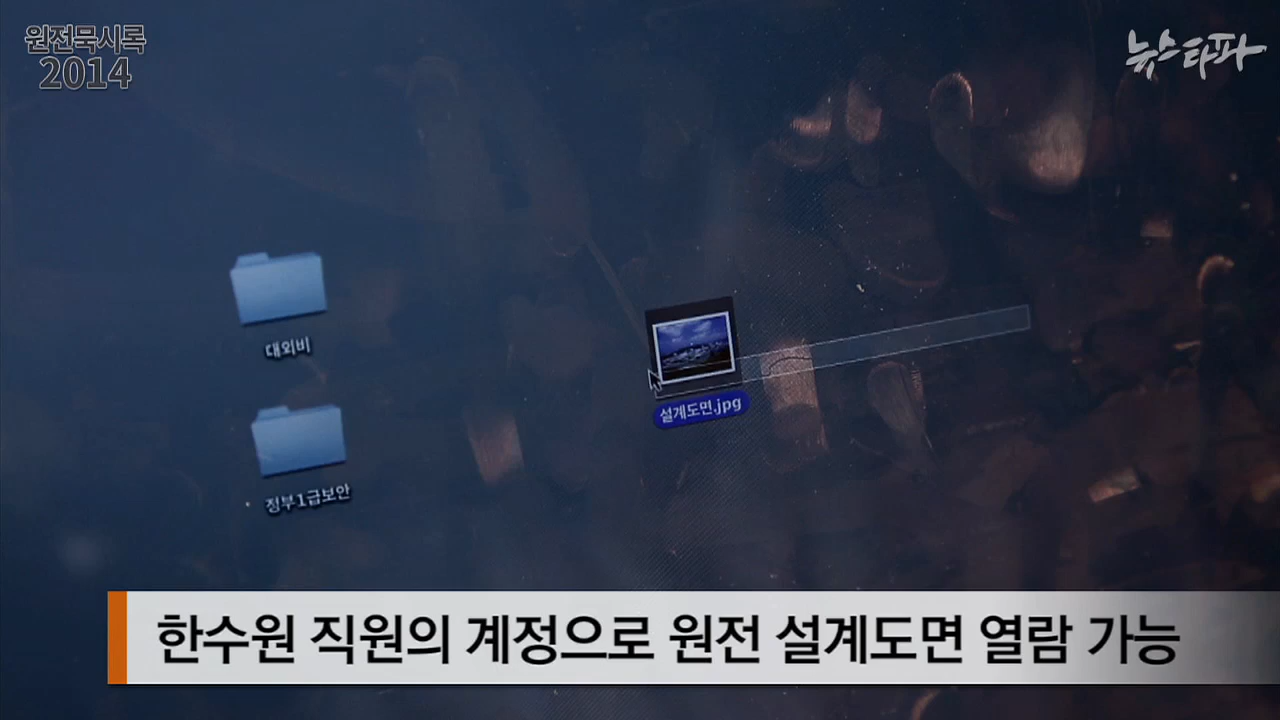 원전묵시록
2014
뉴스타파
대외비
설계도면.jpg
정부1급보안
한수원 직원의 계정으로 원전 설계도면 열람 가능